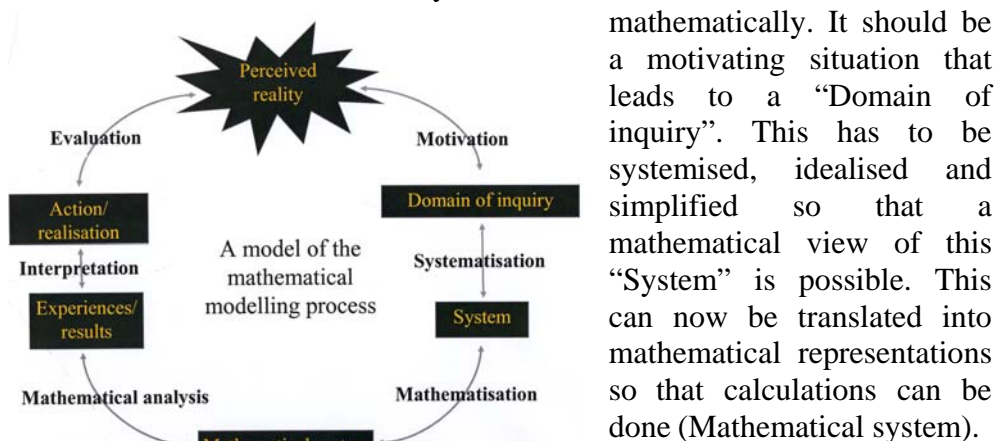 Perceived
reality
Evaluation
Motivation
Action/
realisation
Domain of inquiry
A model of the
mathematical
modelling process
Interpretation
Systematisation
Experiences/
results
System
Mathematical analysis
Mathematisation
mathematically. It should be
a motivating situation that
leads to a “Domain of
inquiry”. This has to be
systemised, idealised and
simplified so that a
mathematical view of this
“System” is possible. This
can now be translated into
mathematical representations
so that calculations can be
done (Mathematical system).